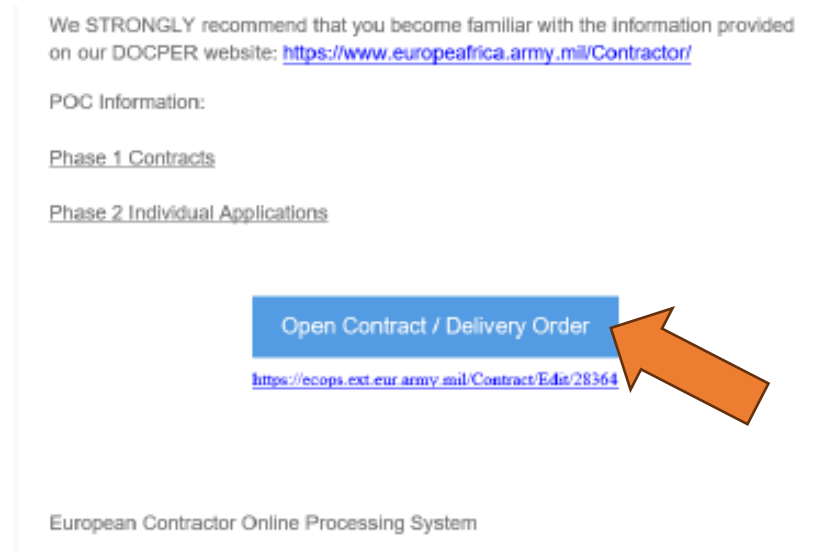 We STRONGLY recommend that you become familiar with the information provided
on our DOCPER website: https://www.europeafrica.army.mil/Contractor/
POC Information:
Phase 1 Contracts
Phase 2 Individual Applications
Open Contract / Delivery Order
https://ecops.ext.eur.army.mil/Contract/Edit/28364
European Contractor Online Processing System